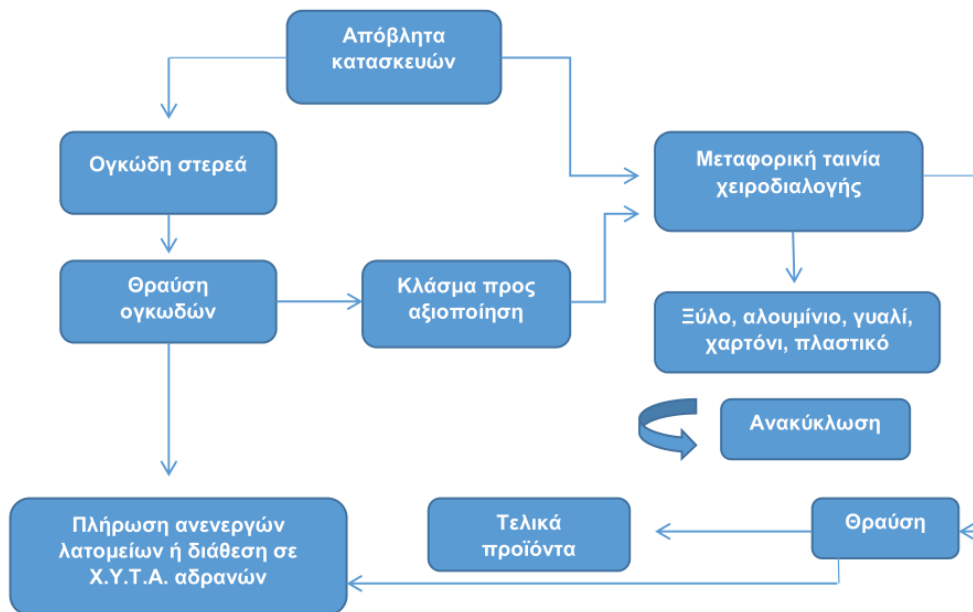 Απόβλητα
κατασκευών
Ογκώδη στερεά
Μεταφορική ταινία
χειροδιαλογής
Θραύση
ογκωδών
Κλάσμα προς
αξιοποίηση
Ξύλο, αλουμίνιο, γυαλί,
χαρτόνι, πλαστικό
Ανακύκλωση
Πλήρωση ανενεργών
λατομείων ή διάθεση σε
Χ.Υ.Τ.Α. αδρανών
Τελικά
προϊόντα
Θραύση